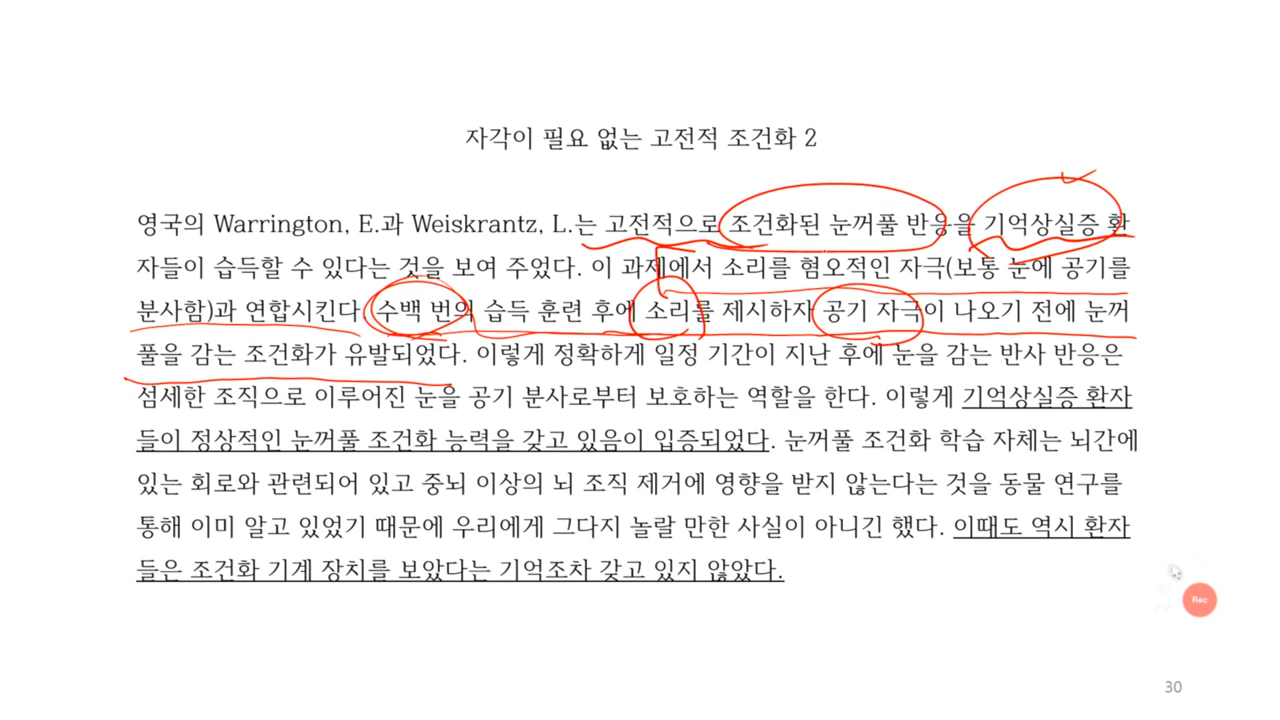 자각이 필요 없는 고전적 조건화 2
영국의 Warrington, E.과 Weiskrantz, L.는 고전적으로 조건화된 눈꺼풀 반응을 기억상실증 환
자들이 습득할 수 있다는 것을 보여 주었다. 이 과제에서 소리를 혐오적인 자극(보통 눈에 공기를
분사함)과 연합시킨다. 수백 번의 습득 훈련 후에 소리를 제시하자 공기 자극이 나오기 전에 눈꺼
풀을 감는 조건화가 유발되었다. 이렇게 정확하게 일정 기간이 지난 후에 눈을 감는 반사 반응은
섬세한 조직으로 이루어진 눈을 공기 분사로부터 보호하는 역할을 한다. 이렇게 기억상실증 환자
들이 정상적인 눈꺼풀 조건화 능력을 갖고 있음이 입증되었다. 눈꺼풀 조건화 학습 자체는 뇌간에
있는 회로와 관련되어 있고 중뇌 이상의 뇌 조직 제거에 영향을 받지 않는다는 것을 동물 연구를
통해 이미 알고 있었기 때문에 우리에게 그다지 놀랄 만한 사실이 아니긴 했다. 이때도 역시 환자
들은 조건화 기계 장치를 보았다는 기억조차 갖고 있지 않았다.
Rec
30